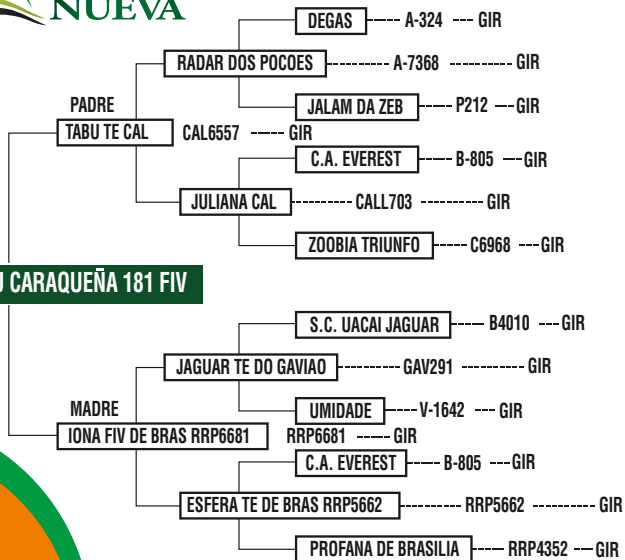 NUEVA
DEGAS ---- A-324 --- GIR
RADAR DOS POCOES ---------- A-7368 ---------- GIR
JALAM DA ZEB ---- P212 --- GIR
PADRE
TABU TE CAL CAL6557 ----- GIR
C.A. EVEREST ---- B-805 --- GIR
JULIANA CAL ---------- CALL703 ---------- GIR
ZOOBIA TRIUNFO ---- C6968 --- GIR
CARAQUEÑA 181 FIV
S.C. UACAI JAGUAR ---- B4010 --- GIR
JAGUAR TE DO GAVIAO ---------- GAV291 ---------- GIR
MADRE
UMIDADE ---- V-1642 --- GIR
IONA FIV DE BRAS RRP6681 RRP6681 ----- GIR
C.A. EVEREST ---- B-805 --- GIR
ESFERA TE DE BRAS RRP5662 ---------- RRP5662 ---------- GIR
PROFANA DE BRASILIA ---- RRP4352 --- GIR